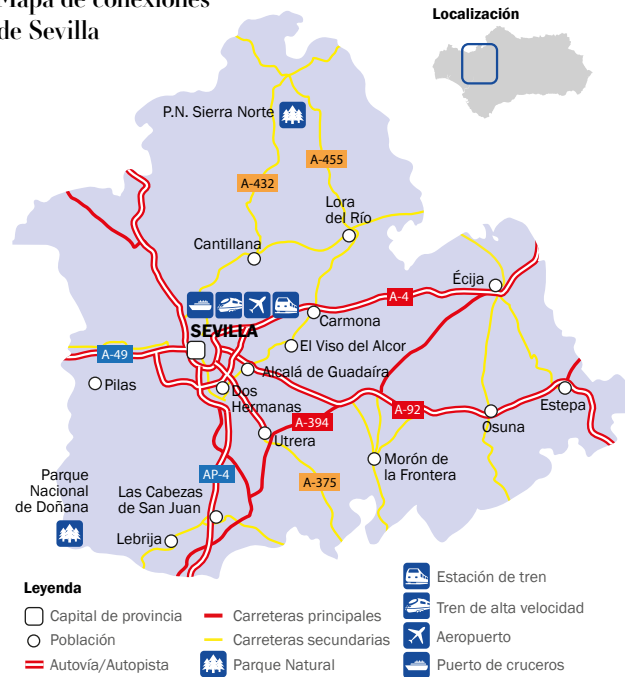 Mapa de conexiones
de Sevilla
Localización
P.N. Sierra Norte
A-455
A-432
Lora
del Río
Cantillana
Écija
A-4
Carmona
SEVILLA
El Viso del Alcor
A-49
Alcalá de Guadaíra
Pilas
Dos
Hermanas
A-92
Estepa
A-394
Osuna
Utrera
Morón de
la Frontera
Parque
Nacional
de Doñana
AP-4
A-375
Las Cabezas
de San Juan
Lebrija
Leyenda
Capital de provincia
Población
Autovía/Autopista
Carreteras principales
Carreteras secundarias
Parque Natural
Estación de tren
Tren de alta velocidad
Aeropuerto
Puerto de cruceros